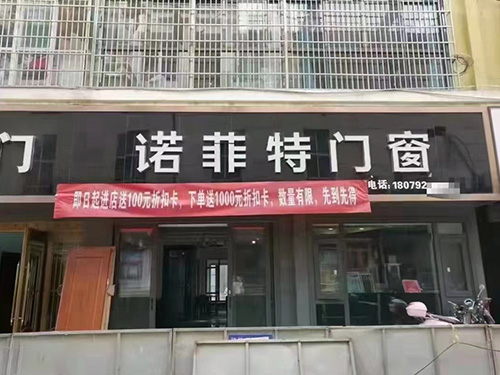 门
诺菲特门窗
电话: 180792
即日起进店送100元折扣卡，下单送1000元折扣卡，数量有限，先到先得